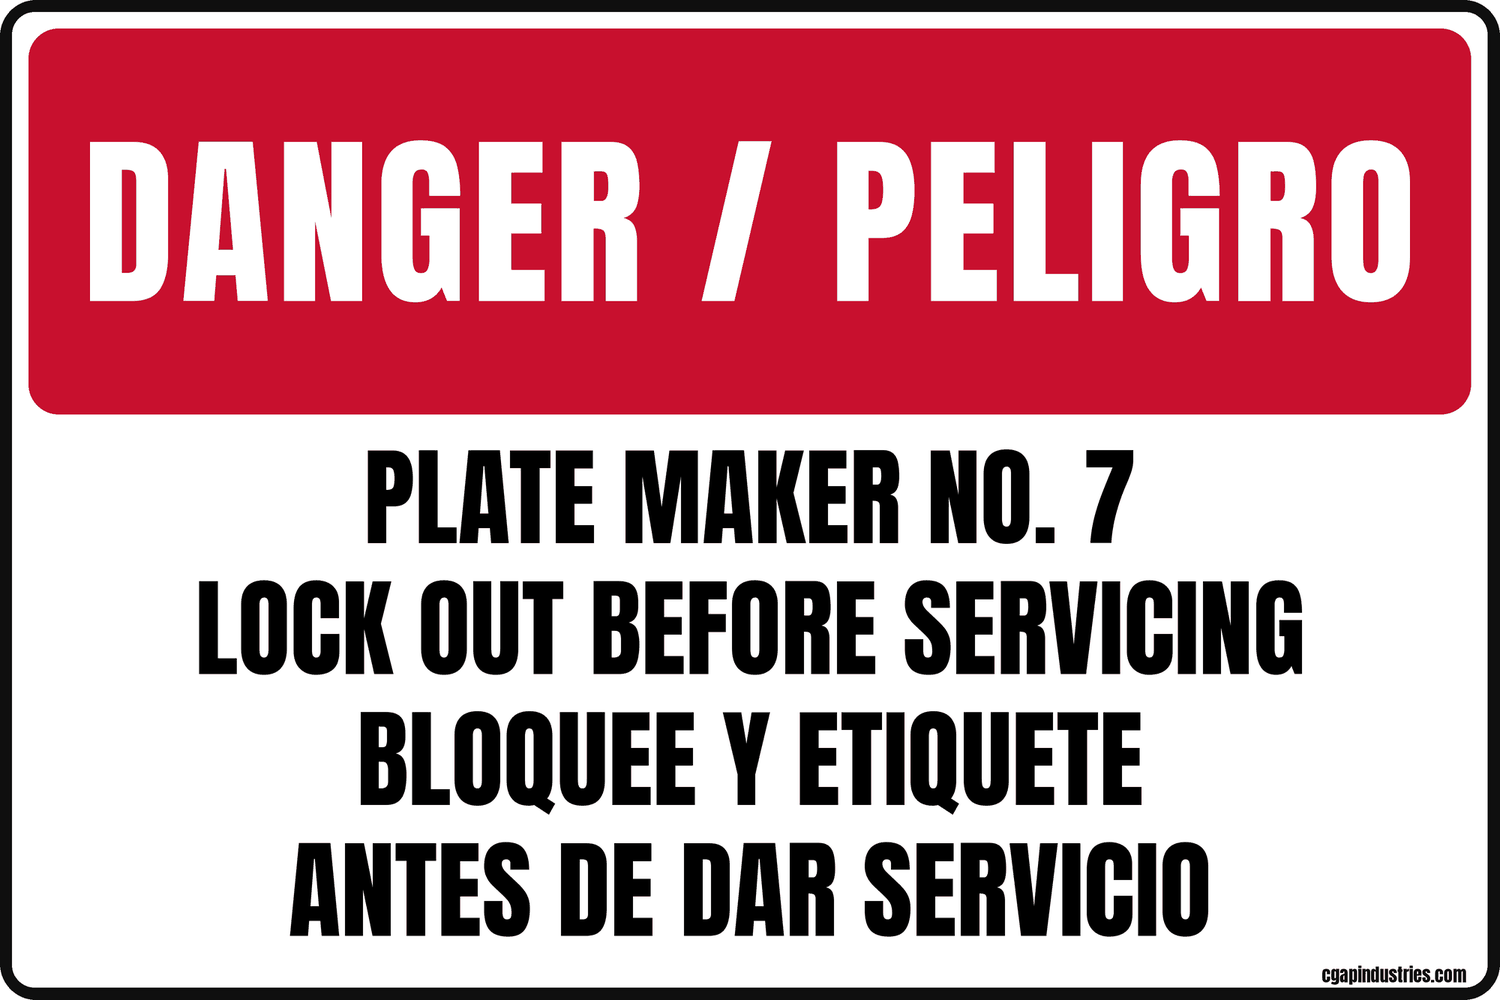 DANGER / PELIGRO
PLATE MAKER NO. 7
LOCK OUT BEFORE SERVICING
BLOQUEE Y ETIQUETE
ANTES DE DAR SERVICIO
cgapindustries.com